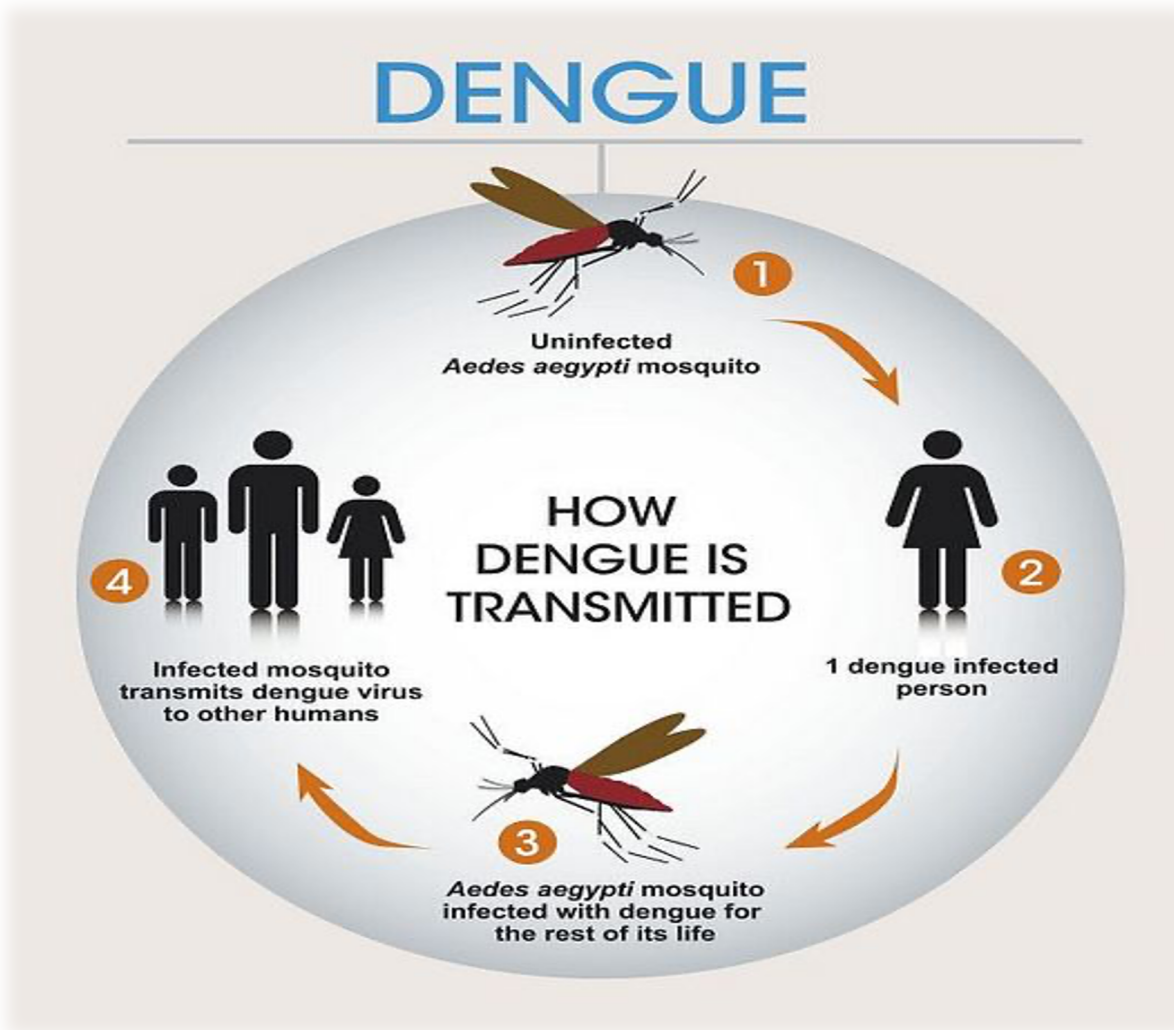 DENGUE
1
Uninfected
Aedes aegypti mosquito
HOW
DENGUE IS
TRANSMITTED
2
1 dengue infected
person
3
Aedes aegypti mosquito
infected with dengue for
the rest of its life
4
Infected mosquito
transmits dengue virus
to other humans